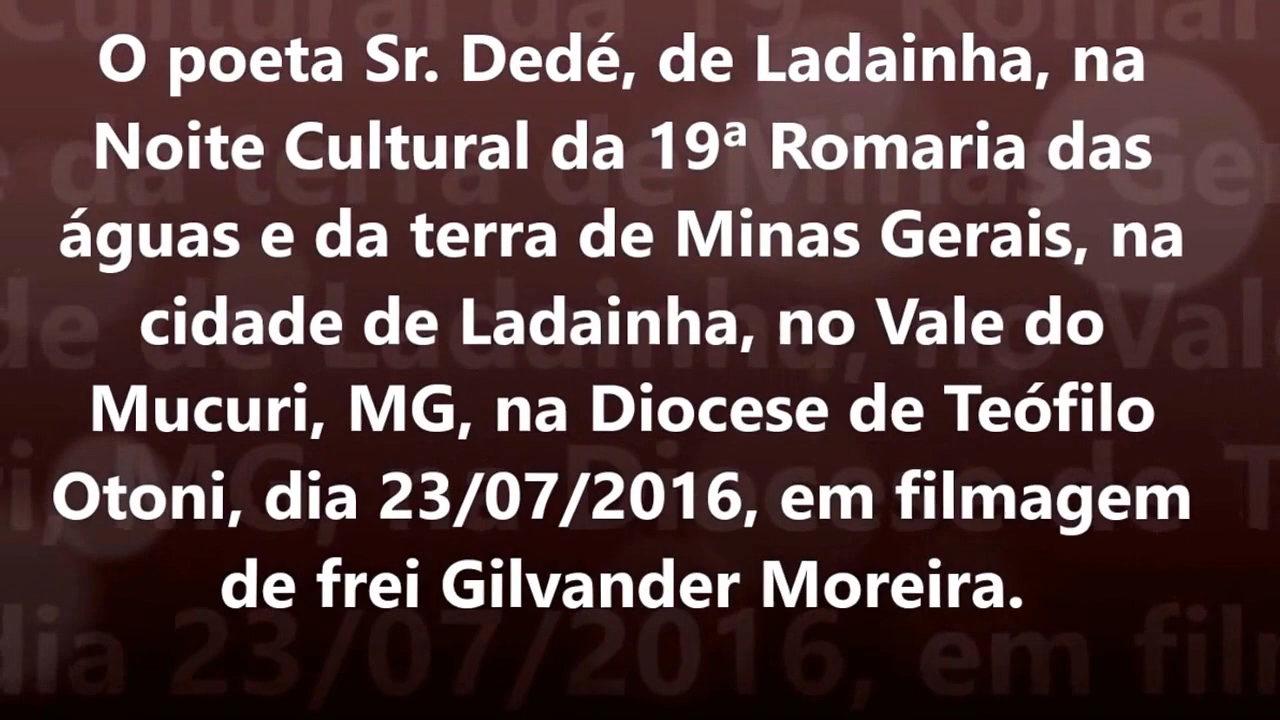 O poeta Sr. Dedé, de Ladainha, na
Noite Cultural da 19ª Romaria das
águas e da terra de Minas Gerais, na
cidade de Ladainha, no Vale do
Mucuri, MG, na Diocese de Teófilo
Otoni, dia 23/07/2016, em filmagem
de frei Gilvander Moreira.